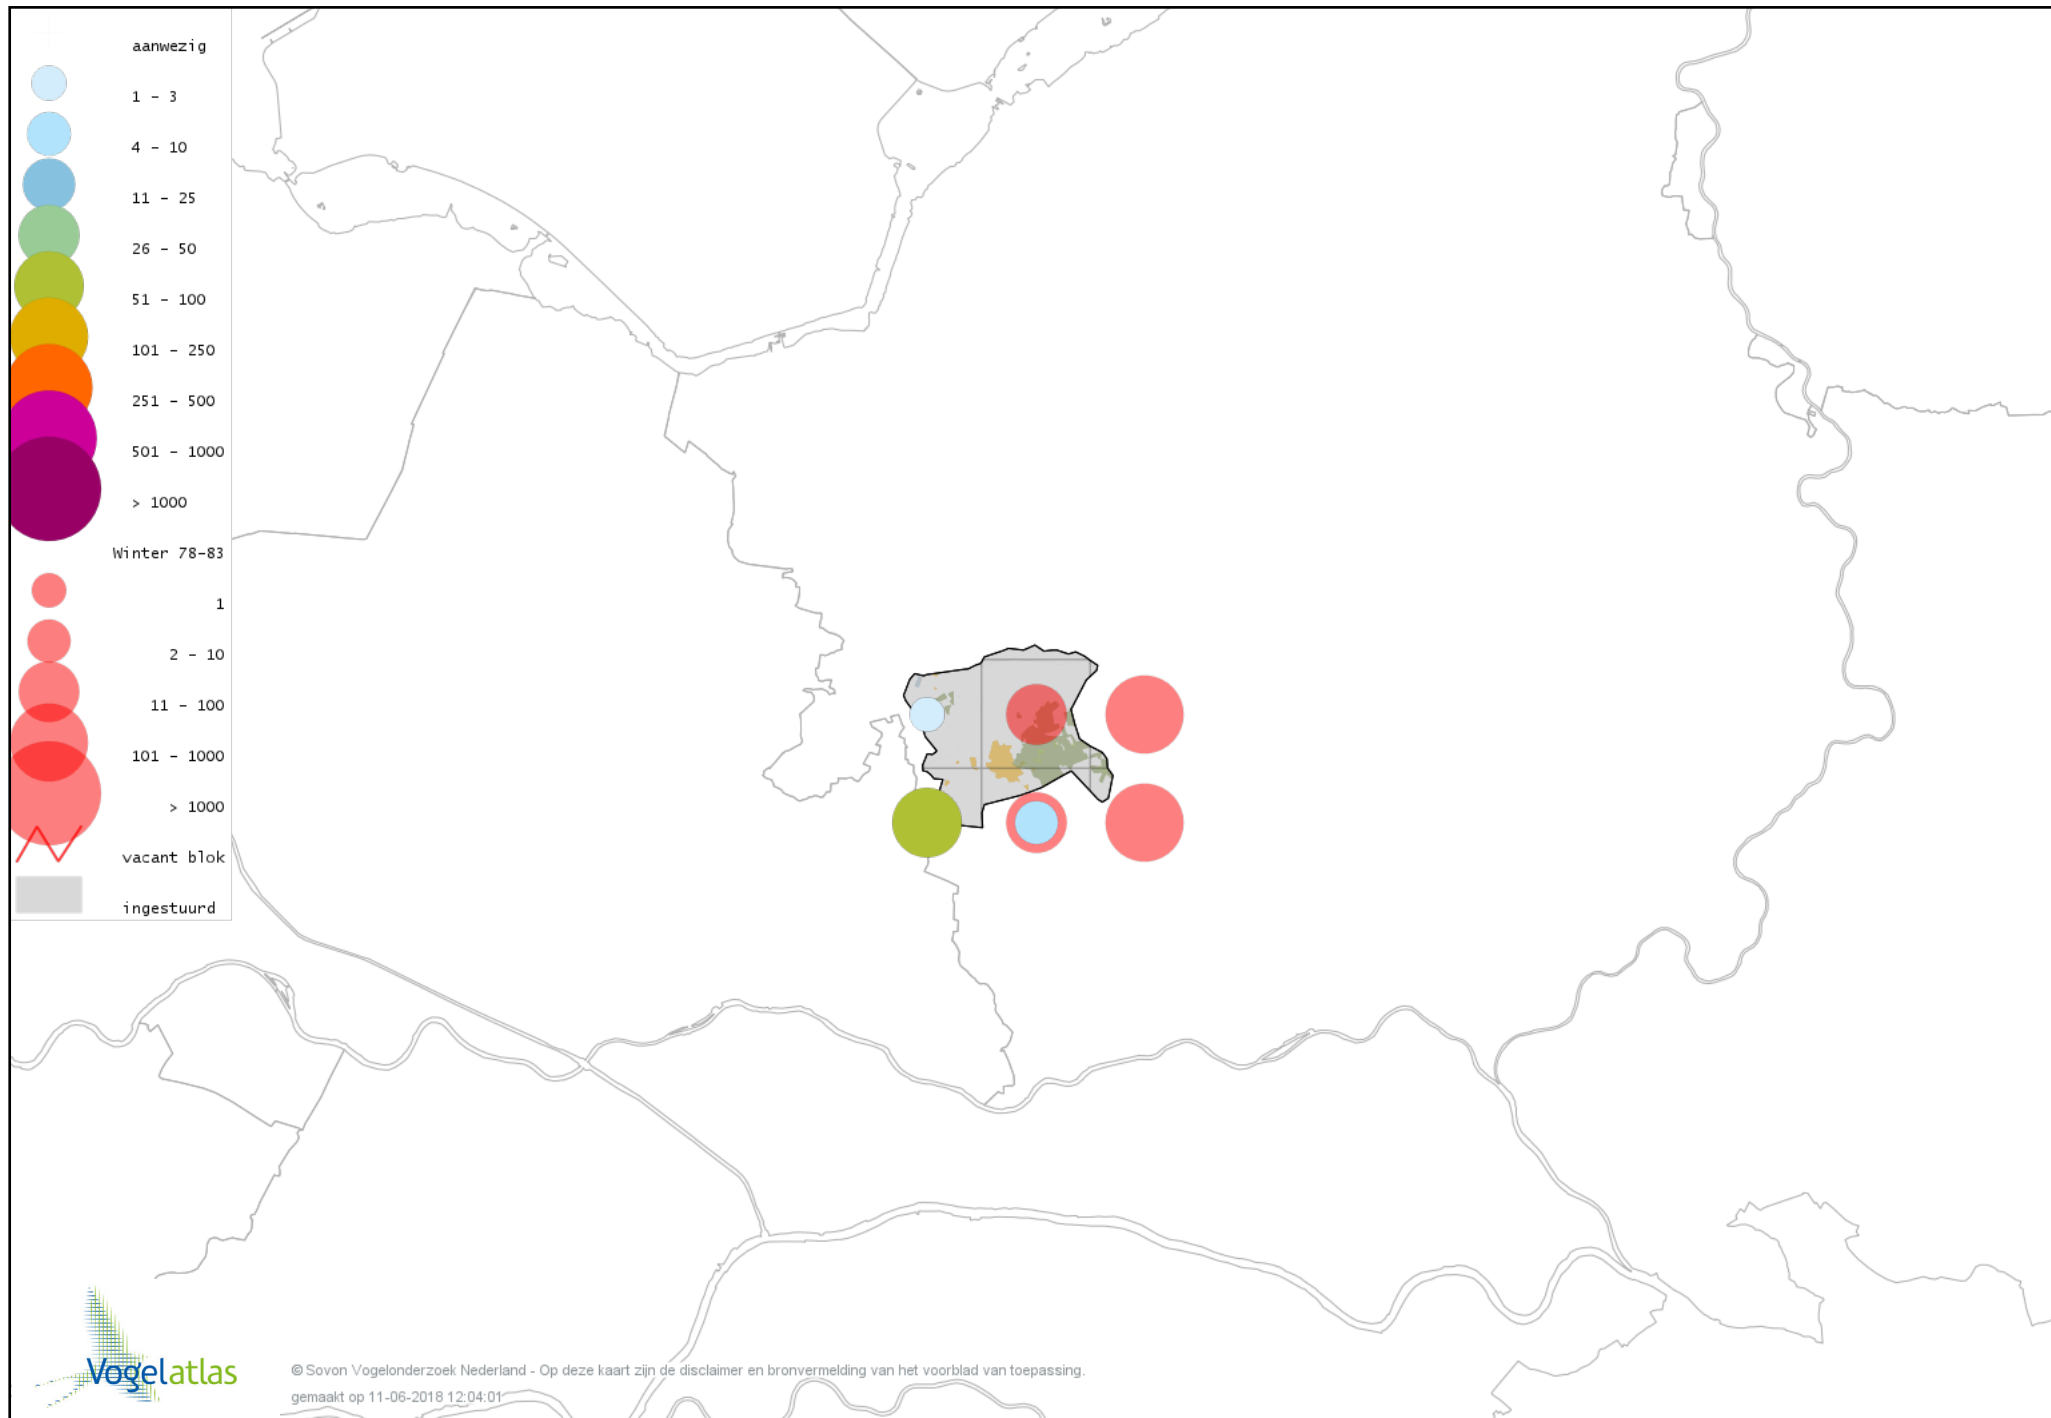 aanwezig
1 - 3
4 - 10
11 - 25
26 - 50
51 - 100
101 - 250
251 - 500
501 - 1000
> 1000
Winter 78-83
1
2 - 10
11 - 100
101 - 1000
> 1000
vacant blok
ingestuurd
Vogelatlas
© Sovon Vogelonderzoek Nederland - Op deze kaart zijn de disclaimer en bronvermelding van het voorblad van toepassing.
gemaakt op 11-06-2018 12:04:01